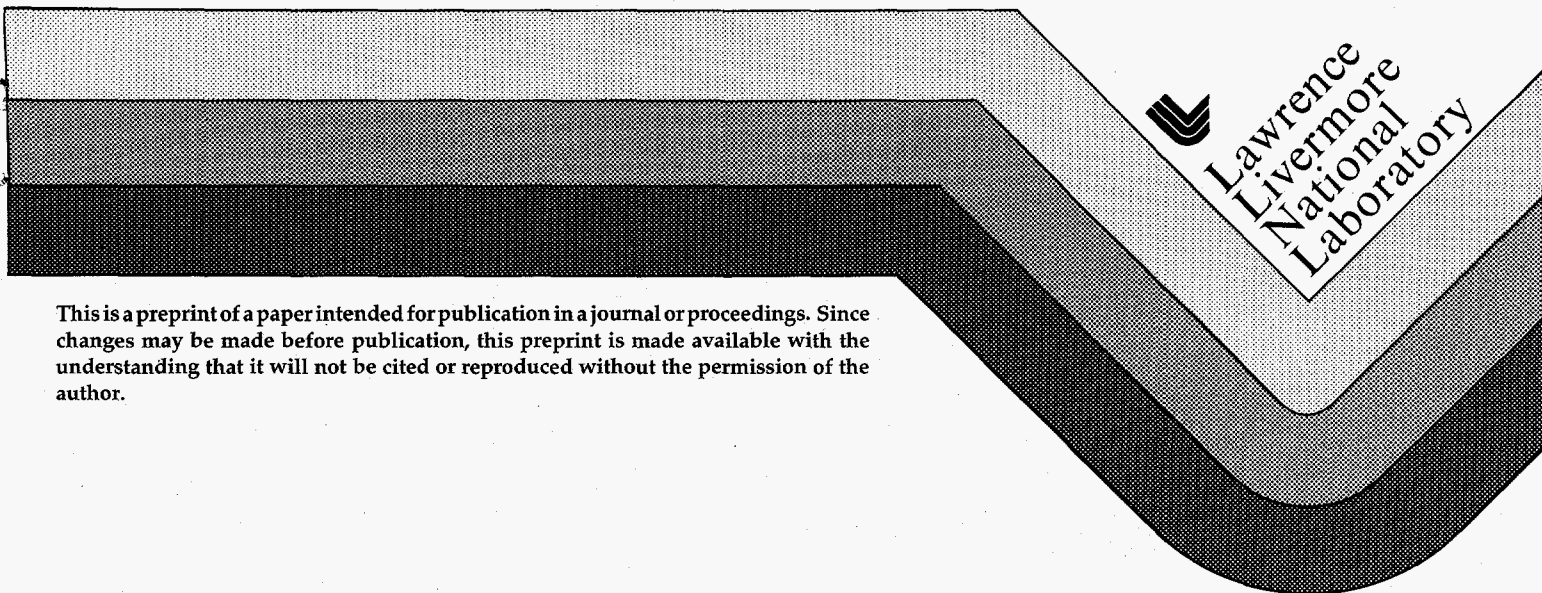 Lawrence
Livermore
National
Laboratory
This is a preprint of a paper intended for publication in a journal or proceedings. Since
changes may be made before publication, this preprint is made available with the
understanding that it will not be cited or reproduced without the permission of the
author.